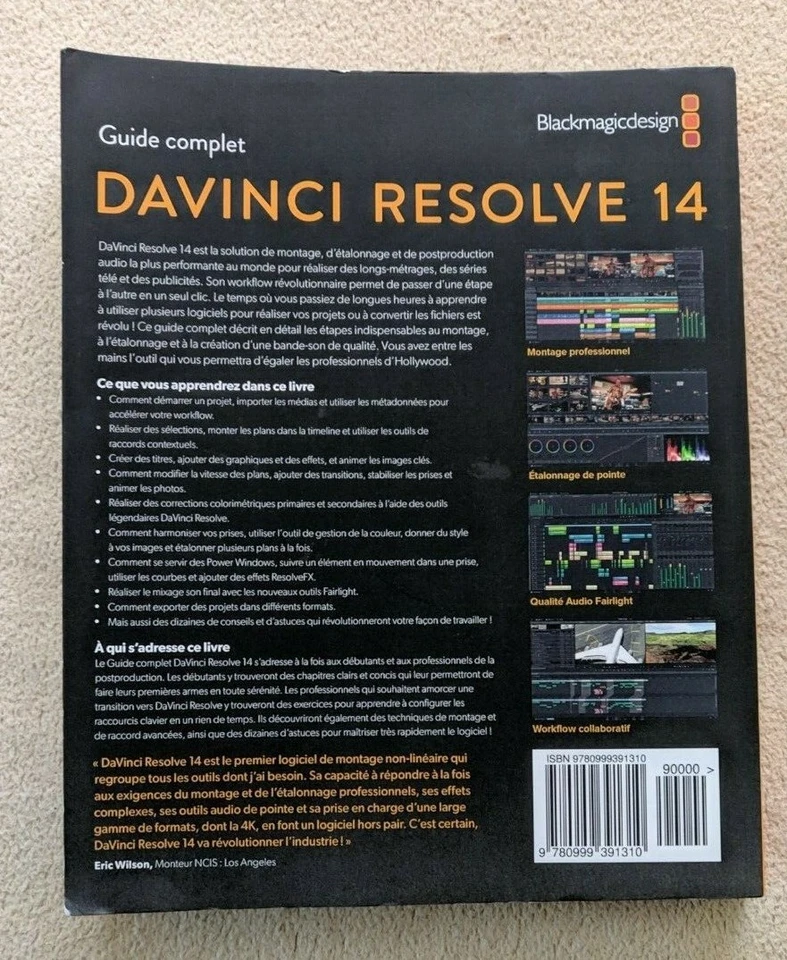 Guide complet
Blackmagicdesign
DAVINCI RESOLVE 14
DaVinci Resolve 14 est la solution de montage, d'étalonnage et de postproduction
audio la plus performante au monde pour réaliser des longs-métrages, des séries
télé et des publicités. Son workflow révolutionnaire permet de passer d'une étape
à l'autre en un seul clic. Le temps où vous passiez de longues heures à apprendre
à utiliser plusieurs logiciels pour réaliser vos projets ou à convertir les fichiers est
révolu ! Ce guide complet décrit en détail les étapes indispensables au montage,
à l'étalonnage et à la création d'une bande-son de qualité. Vous avez entre les
mains l'outil qui vous permettra d'égaler les professionnels d'Hollywood.
Ce que vous apprendrez dans ce livre
• Comment démarrer un projet, importer les médias et utiliser les métadonnées pour
accélérer votre workflow.
• Réaliser des sélections, monter les plans dans la timeline et utiliser les outils de
raccords contextuels.
• Créer des titres, ajouter des graphiques et des effets, et animer les images clés.
• Comment modifier la vitesse des plans, ajouter des transitions, stabiliser les prises et
animer les photos.
• Réaliser des corrections colorimétriques primaires et secondaires à l'aide des outils
légendaires DaVinci Resolve.
• Comment harmoniser vos prises, utiliser l'outil de gestion de la couleur, donner du style
à vos images et étalonner plusieurs plans à la fois.
• Comment se servir des Power Windows, suivre un élément en mouvement dans une prise,
utiliser les courbes et ajouter des effets ResolveFX.
• Réaliser le mixage son final avec les nouveaux outils Fairlight.
• Comment exporter des projets dans différents formats.
• Mais aussi des dizaines de conseils et d'astuces qui révolutionneront votre façon de travailler !
À qui s'adresse ce livre
Le Guide complet DaVinci Resolve 14 s'adresse à la fois aux débutants et aux professionnels de la
postproduction. Les débutants y trouveront des chapitres clairs et concis qui leur permettront de
faire leurs premières armes en toute sérénité. Les professionnels qui souhaitent amorcer une
transition vers DaVinci Resolve y trouveront des exercices pour apprendre à configurer les
raccourcis clavier en un rien de temps. Ils découvriront également des techniques de montage et
de raccord avancées, ainsi que des dizaines d'astuces pour maîtriser très rapidement le logiciel !
« DaVinci Resolve 14 est le premier logiciel de montage non-linéaire qui
regroupe tous les outils dont j'ai besoin. Sa capacité à répondre à la fois
aux exigences du montage et de l'étalonnage professionnels, ses effets
complexes, ses outils audio de pointe et sa prise en charge d'une large
gamme de formats, dont la 4K, en font un logiciel hors pair. C'est certain,
DaVinci Resolve 14 va révolutionner l'industrie ! »
Eric Wilson, Monteur NCIS : Los Angeles
Montage professionnel
Étalonnage de pointe
Qualité Audio Fairlight
Workflow collaboratif
ISBN 9780999391310
90000 >
9 780999 391310